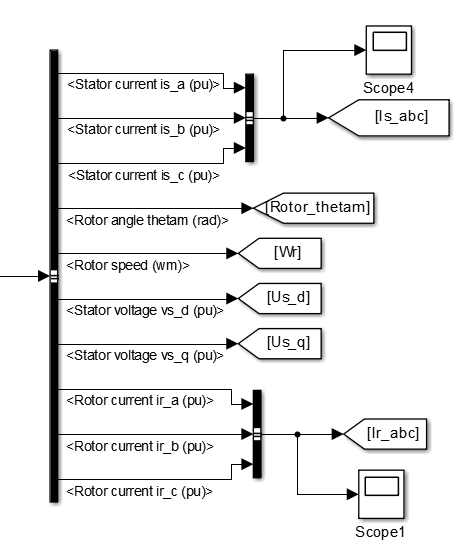 Scope4
<Stator current is_a (pu)>
[Is_abc]
<Stator current is_b (pu)>
<Stator current is_c (pu)>
[Rotor_thetam]
<Rotor angle thetam (rad)>
[Wr]
<Rotor speed (wm)>
[Us_d]
<Stator voltage vs_d (pu)>
[Us_q]
<Stator voltage vs_q (pu)>
<Rotor current ir_a (pu)>
[Ir_abc]
<Rotor current ir_b (pu)>
<Rotor current ir_c (pu)>
Scope1